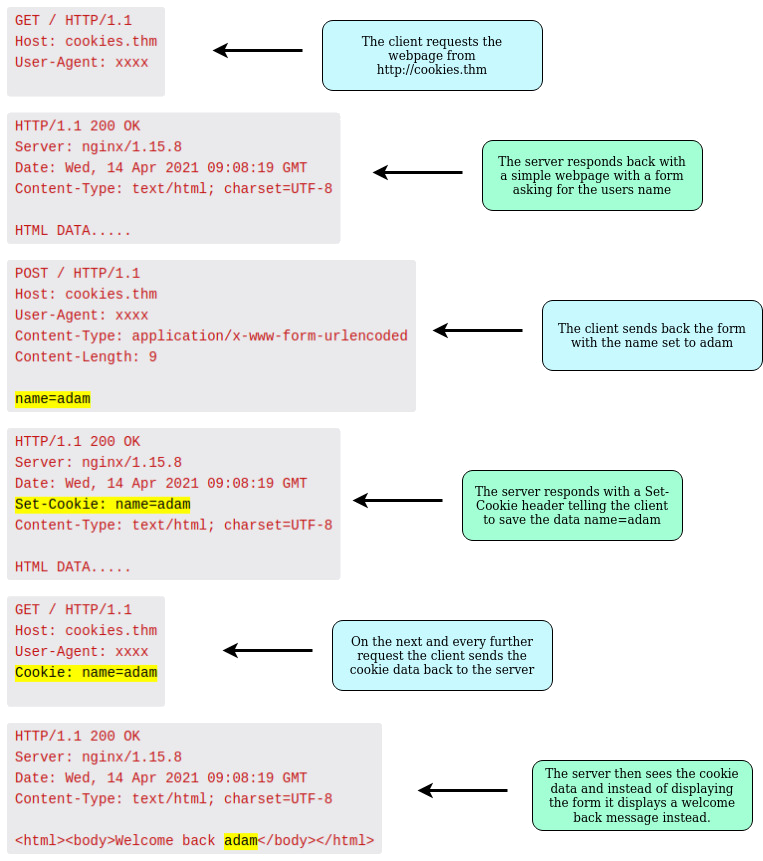 GET / HTTP/1.1
Host: cookies.thm
User-Agent: xxxx
The client requests the
webpage from
http://cookies.thm
HTTP/1.1 200 OK
Server: nginx/1.15.8
Date: Wed, 14 Apr 2021 09:08:19 GMT
Content-Type: text/html; charset=UTF-8
HTML DATA.....
The server responds back with
a simple webpage with a form
asking for the users name
POST / HTTP/1.1
Host: cookies.thm
User-Agent: xxxx
Content-Type: application/x-www-form-urlencoded
Content-Length: 9
name=adam
The client sends back the form
with the name set to adam
HTTP/1.1 200 OK
Server: nginx/1.15.8
Date: Wed, 14 Apr 2021 09:08:19 GMT
Set-Cookie: name=adam
Content-Type: text/html; charset=UTF-8
HTML DATA.....
The server responds with a Set-
Cookie header telling the client
to save the data name=adam
GET / HTTP/1.1
Host: cookies.thm
User-Agent: xxxx
Cookie: name=adam
On the next and every further
request the client sends the
cookie data back to the server
HTTP/1.1 200 OK
Server: nginx/1.15.8
Date: Wed, 14 Apr 2021 09:08:19 GMT
Content-Type: text/html; charset=UTF-8
<html><body>Welcome back adam</body></html>
The server then sees the cookie
data and instead of displaying
the form it displays a welcome
back message instead.